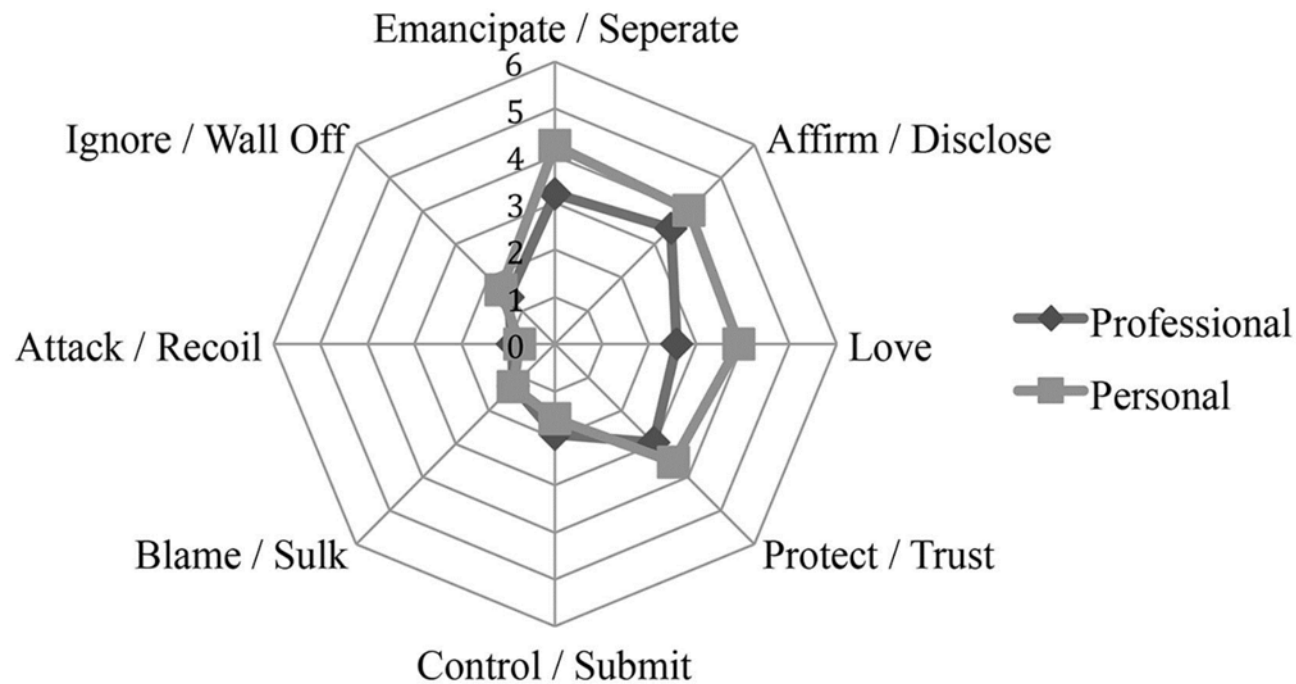 Emancipate / Seperate
6
5
4
3
2
1
0
Ignore / Wall Off
Affirm / Disclose
Attack / Recoil
Love
Blame / Sulk
Protect / Trust
Control / Submit
Professional
Personal